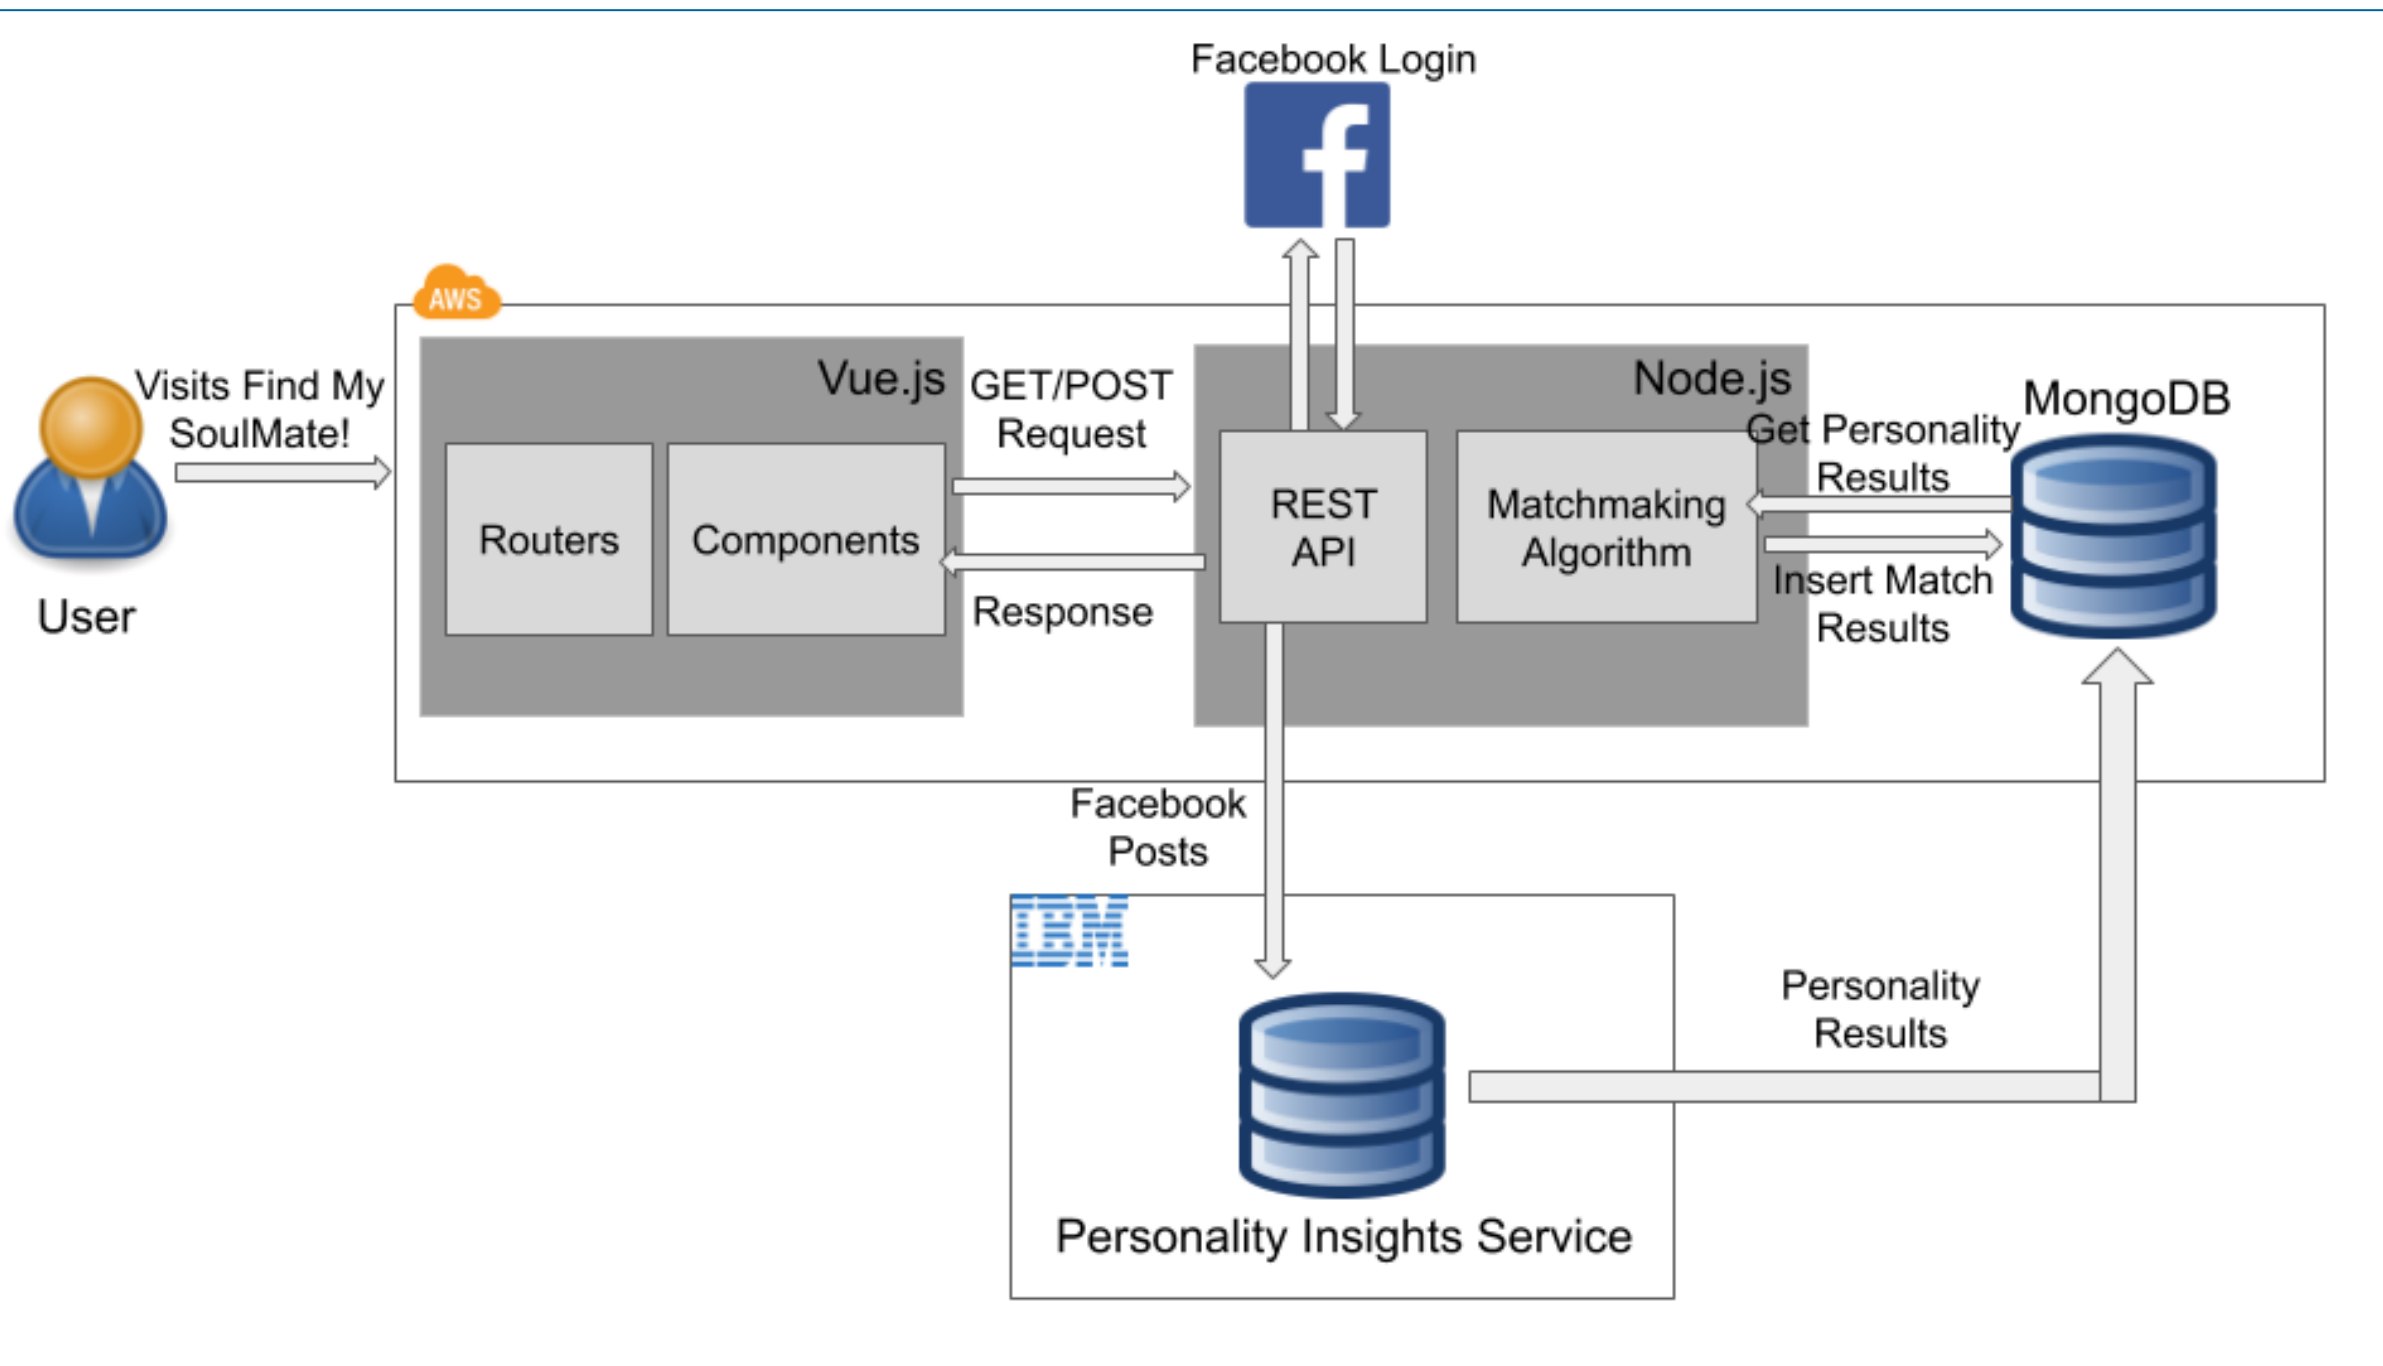 Facebook Login
f
AWS
Visits Find My
SoulMate!
User
Vue.js
Routers
Components
GET/POST
Request
Response
Node.js
REST
API
Matchmaking
Algorithm
Get Personality
Results
Insert Match
Results
MongoDB
Facebook
Posts
IBM
Personality Insights Service
Personality
Results